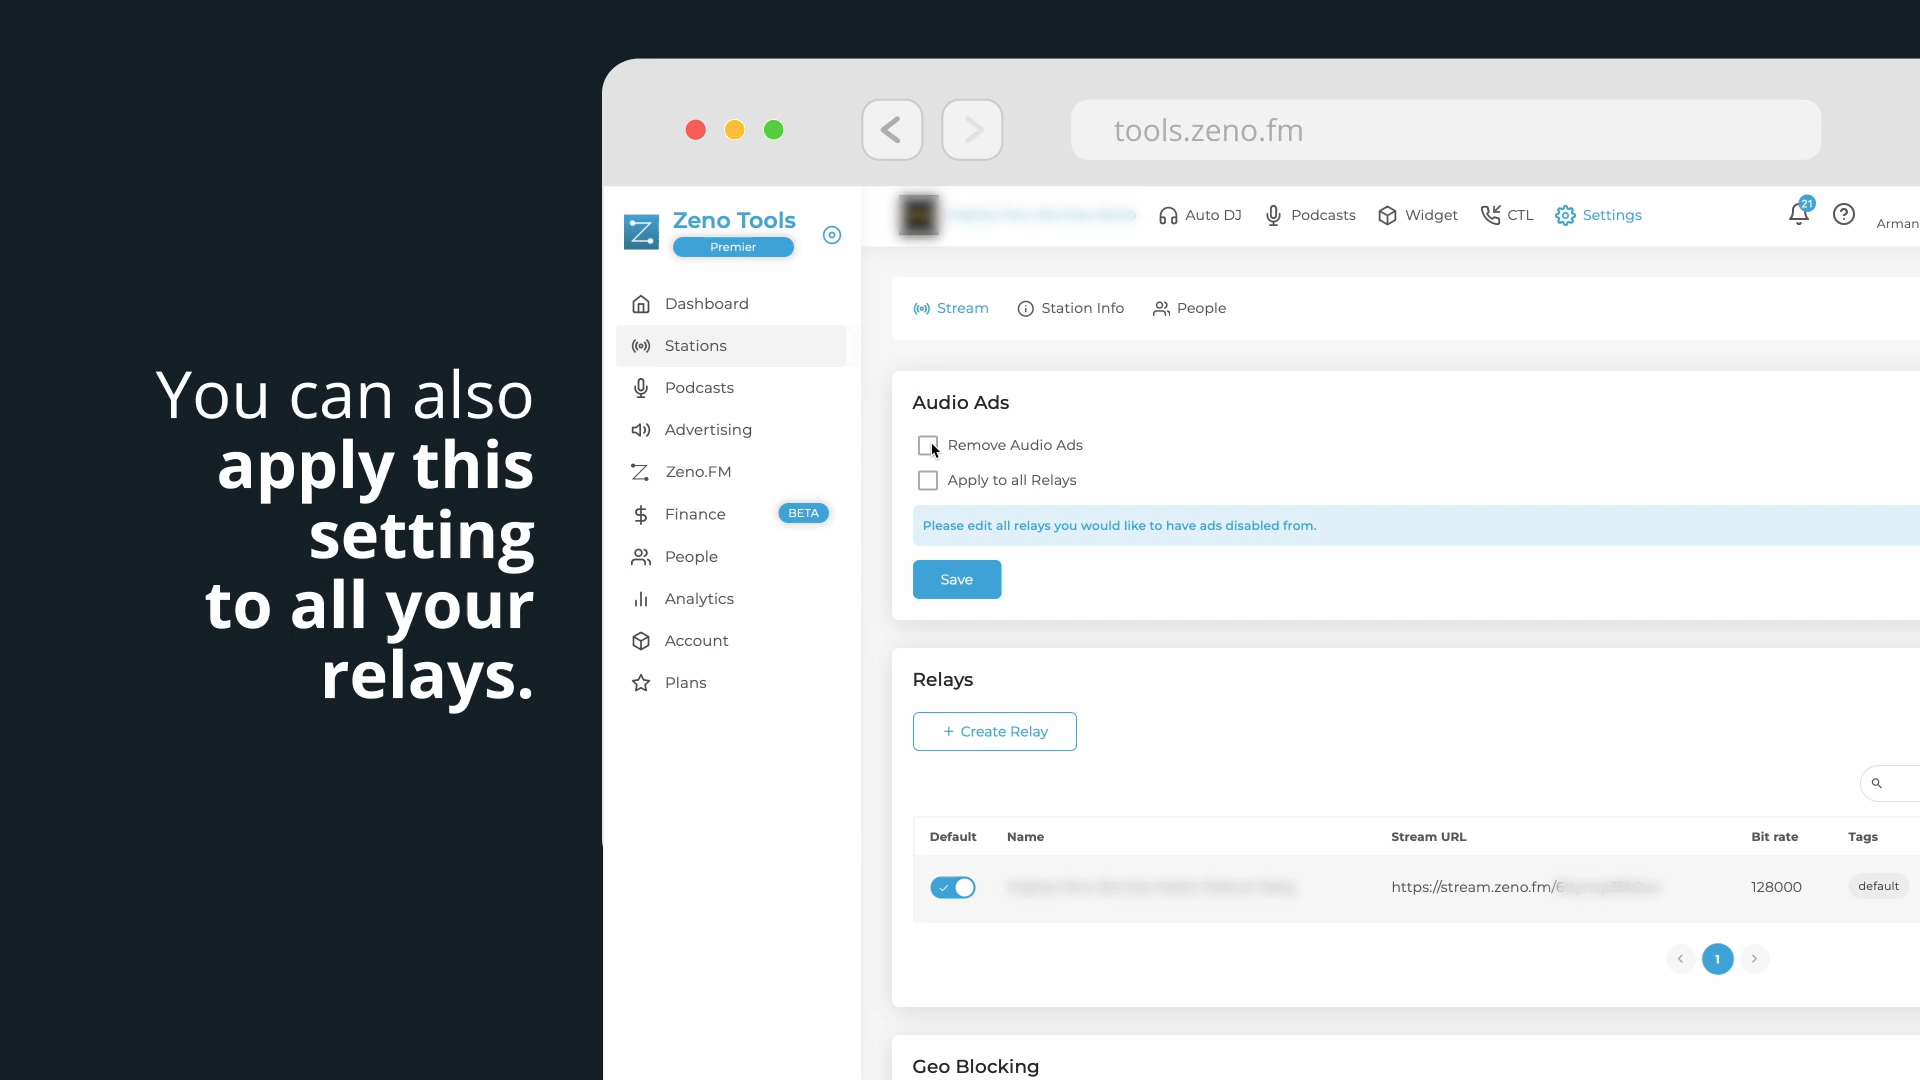 You can also
apply this
setting
to all your
relays.
tools.zeno.fm
Zeno Tools
Premier
Auto DJ
Podcasts
Widget
CTL
Settings
21
Arman
Dashboard
Stations
Podcasts
Advertising
Zeno.FM
Finance
BETA
People
Analytics
Account
Plans
Stream
Station Info
People
Audio Ads
Remove Audio Ads
Apply to all Relays
Please edit all relays you would like to have ads disabled from.
Save
Relays
+ Create Relay
Default Name Stream URL Bit rate Tags
https://stream.zeno.fm/6 128000 default
1
Geo Blocking